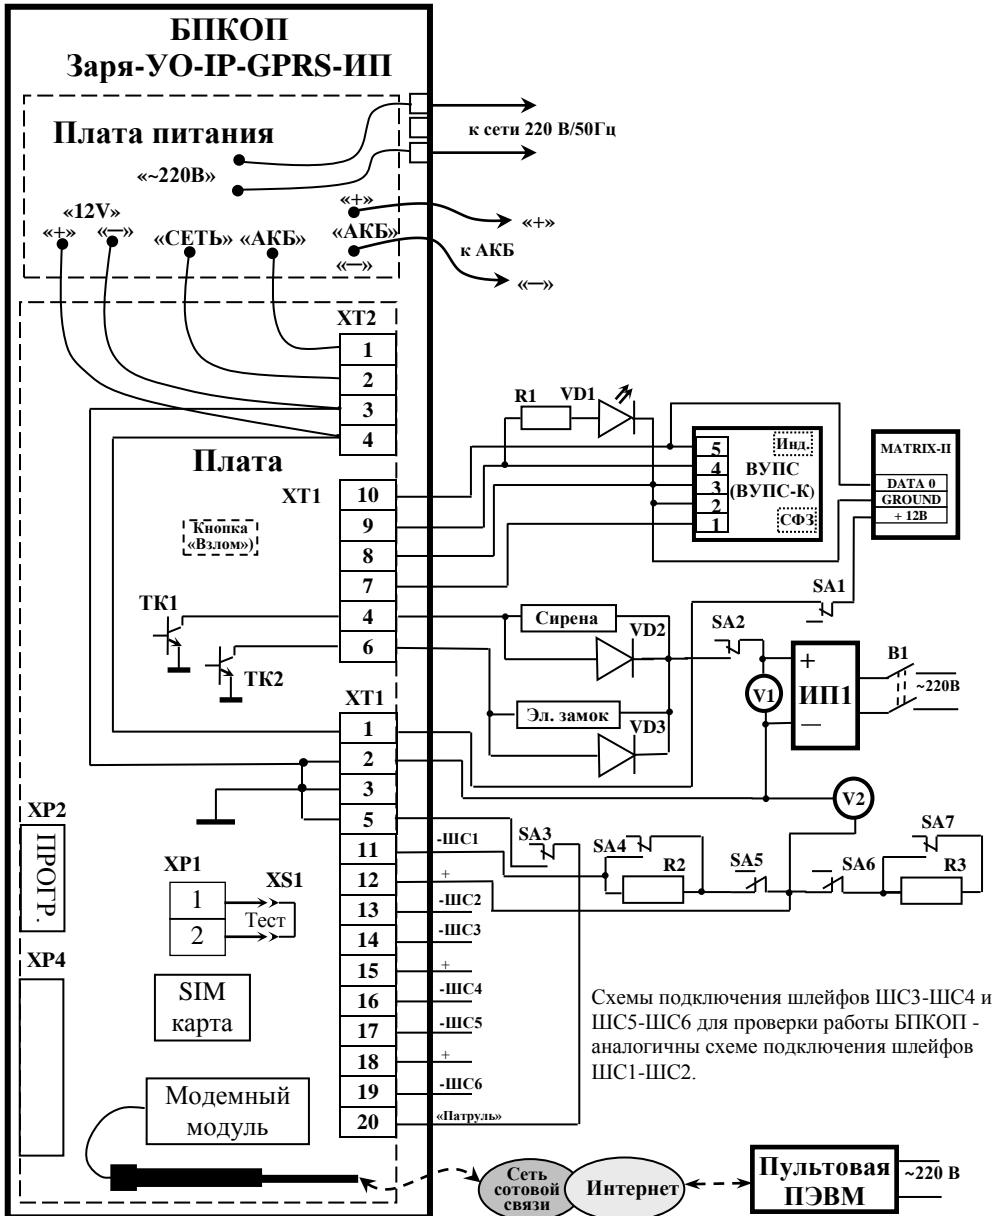 БПКОП
Заря-УО-IP-GPRS-ИП
Плата питания
«~220В»
к сети 220 В/50Гц
«12V»
«+»
«—»
«СЕТЬ»
«АКБ»
«+»
«АКБ»
«—»
«+»
к АКБ
«—»
XT2
1
2
3
4
Плата
XT1
10
9
8
7
4
6
Кнопка
«Взлом»)
ТК1
ТК2
R1
VD1
5
4
3
2
1
Инд.
ВУПС
(ВУПС-К)
СФЗ
MATRIX-II
DATA 0
GROUND
+ 12В
SA1
Сирена
VD2
SA2
Эл. замок
VD3
V1
+
ИП1
—
В1
~220В
V2
XT1
1
2
3
5
11
12
13
14
15
16
17
18
19
20
-ШС1
+
-ШС2
-ШС3
+
-ШС4
-ШС5
+
-ШС6
«Патруль»
SA3
SA4
R2
SA5
SA6
SA7
R3
XP2
ПРОГР.
XP1
XS1
1
2
Тест
XP4
SIM
карта
Модемный
модуль
Схемы подключения шлейфов ШС3-ШС4 и
ШС5-ШС6 для проверки работы БПКОП -
аналогичны схеме подключения шлейфов
ШС1-ШС2.
Сеть
сотовой
связи
Интернет
Пультовая
ПЭВМ
~220 В